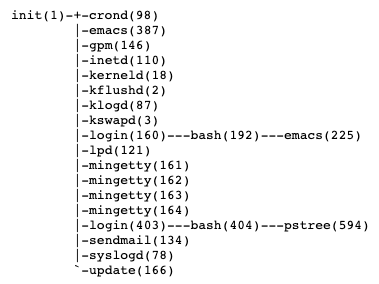 init(1)-+-crond(98)
        |-emacs(387)
        |-gpm(146)
        |-inetd(110)
        |-kerneld(18)
        |-kflushd(2)
        |-klogd(87)
        |-kswapd(3)
        |-login(160)---bash(192)---emacs(225)
        |-lpd(121)
        |-mingetty(161)
        |-mingetty(162)
        |-mingetty(163)
        |-mingetty(164)
        |-login(403)---bash(404)---pstree(594)
        |-sendmail(134)
        |-syslogd(78)
        `-update(166)